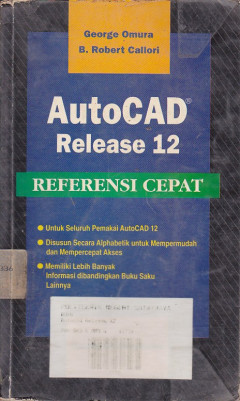 George Omura
B. Robert Callori
AutoCAD®
Release 12
REFERENSI CEPAT
Untuk Seluruh Pemakai AutoCAD 12
Disusun Secara Alphabetik untuk Mempermudah
dan Mempercepat Akses
Memiliki Lebih Banyak
Informasi dibandingkan Buku Saku
Lainnya